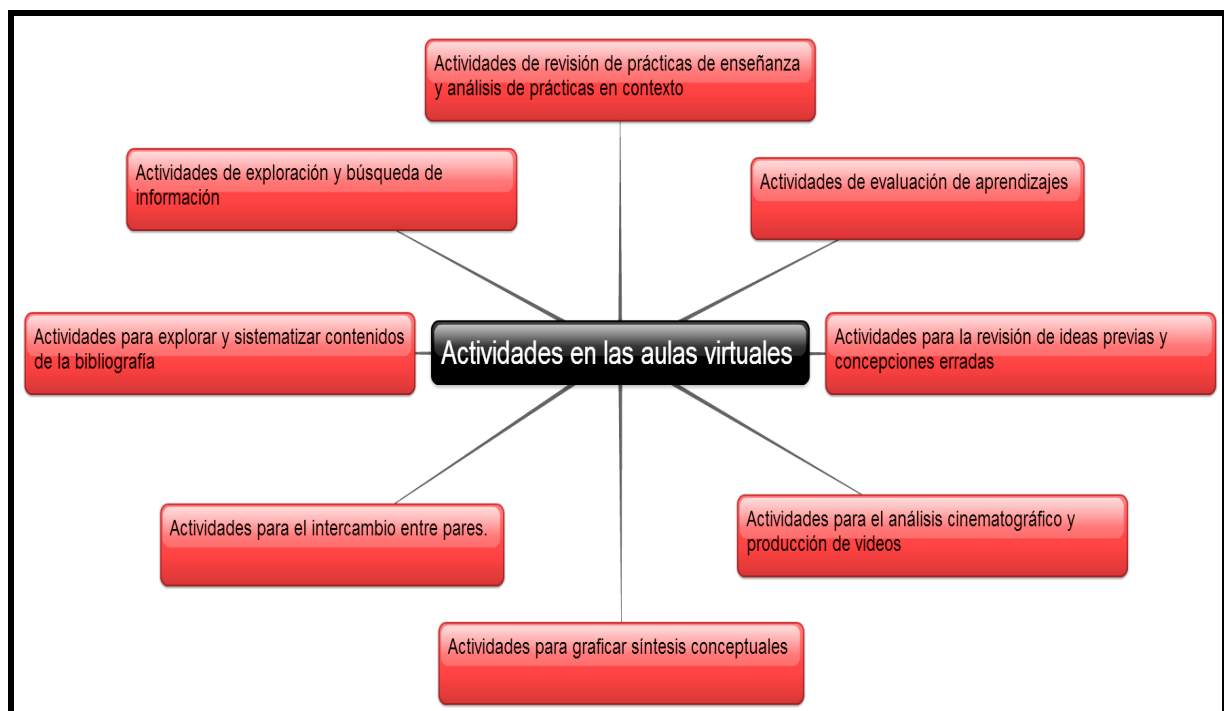 Actividades de revisión de prácticas de enseñanza
y análisis de prácticas en contexto
Actividades de exploración y búsqueda de
información
Actividades de evaluación de aprendizajes
Actividades para explorar y sistematizar contenidos
de la bibliografía
Actividades en las aulas virtuales
Actividades para la revisión de ideas previas y
concepciones erradas
Actividades para el intercambio entre pares.
Actividades para el análisis cinematográfico y
producción de videos
Actividades para graficar síntesis conceptuales